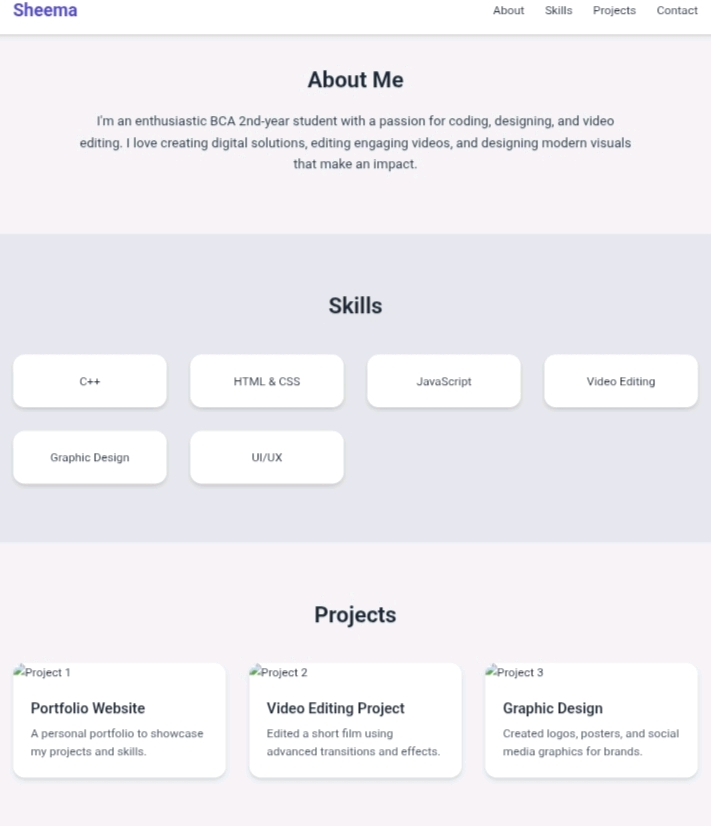 Sheema
About Skills Projects Contact
About Me
I'm an enthusiastic BCA 2nd-year student with a passion for coding, designing, and video
editing. I love creating digital solutions, editing engaging videos, and designing modern visuals
that make an impact.
Skills
C++
HTML & CSS
JavaScript
Video Editing
Graphic Design
UI/UX
Projects
Project 1
Portfolio Website
A personal portfolio to showcase
my projects and skills.
Project 2
Video Editing Project
Edited a short film using
advanced transitions and effects.
Project 3
Graphic Design
Created logos, posters, and social
media graphics for brands.